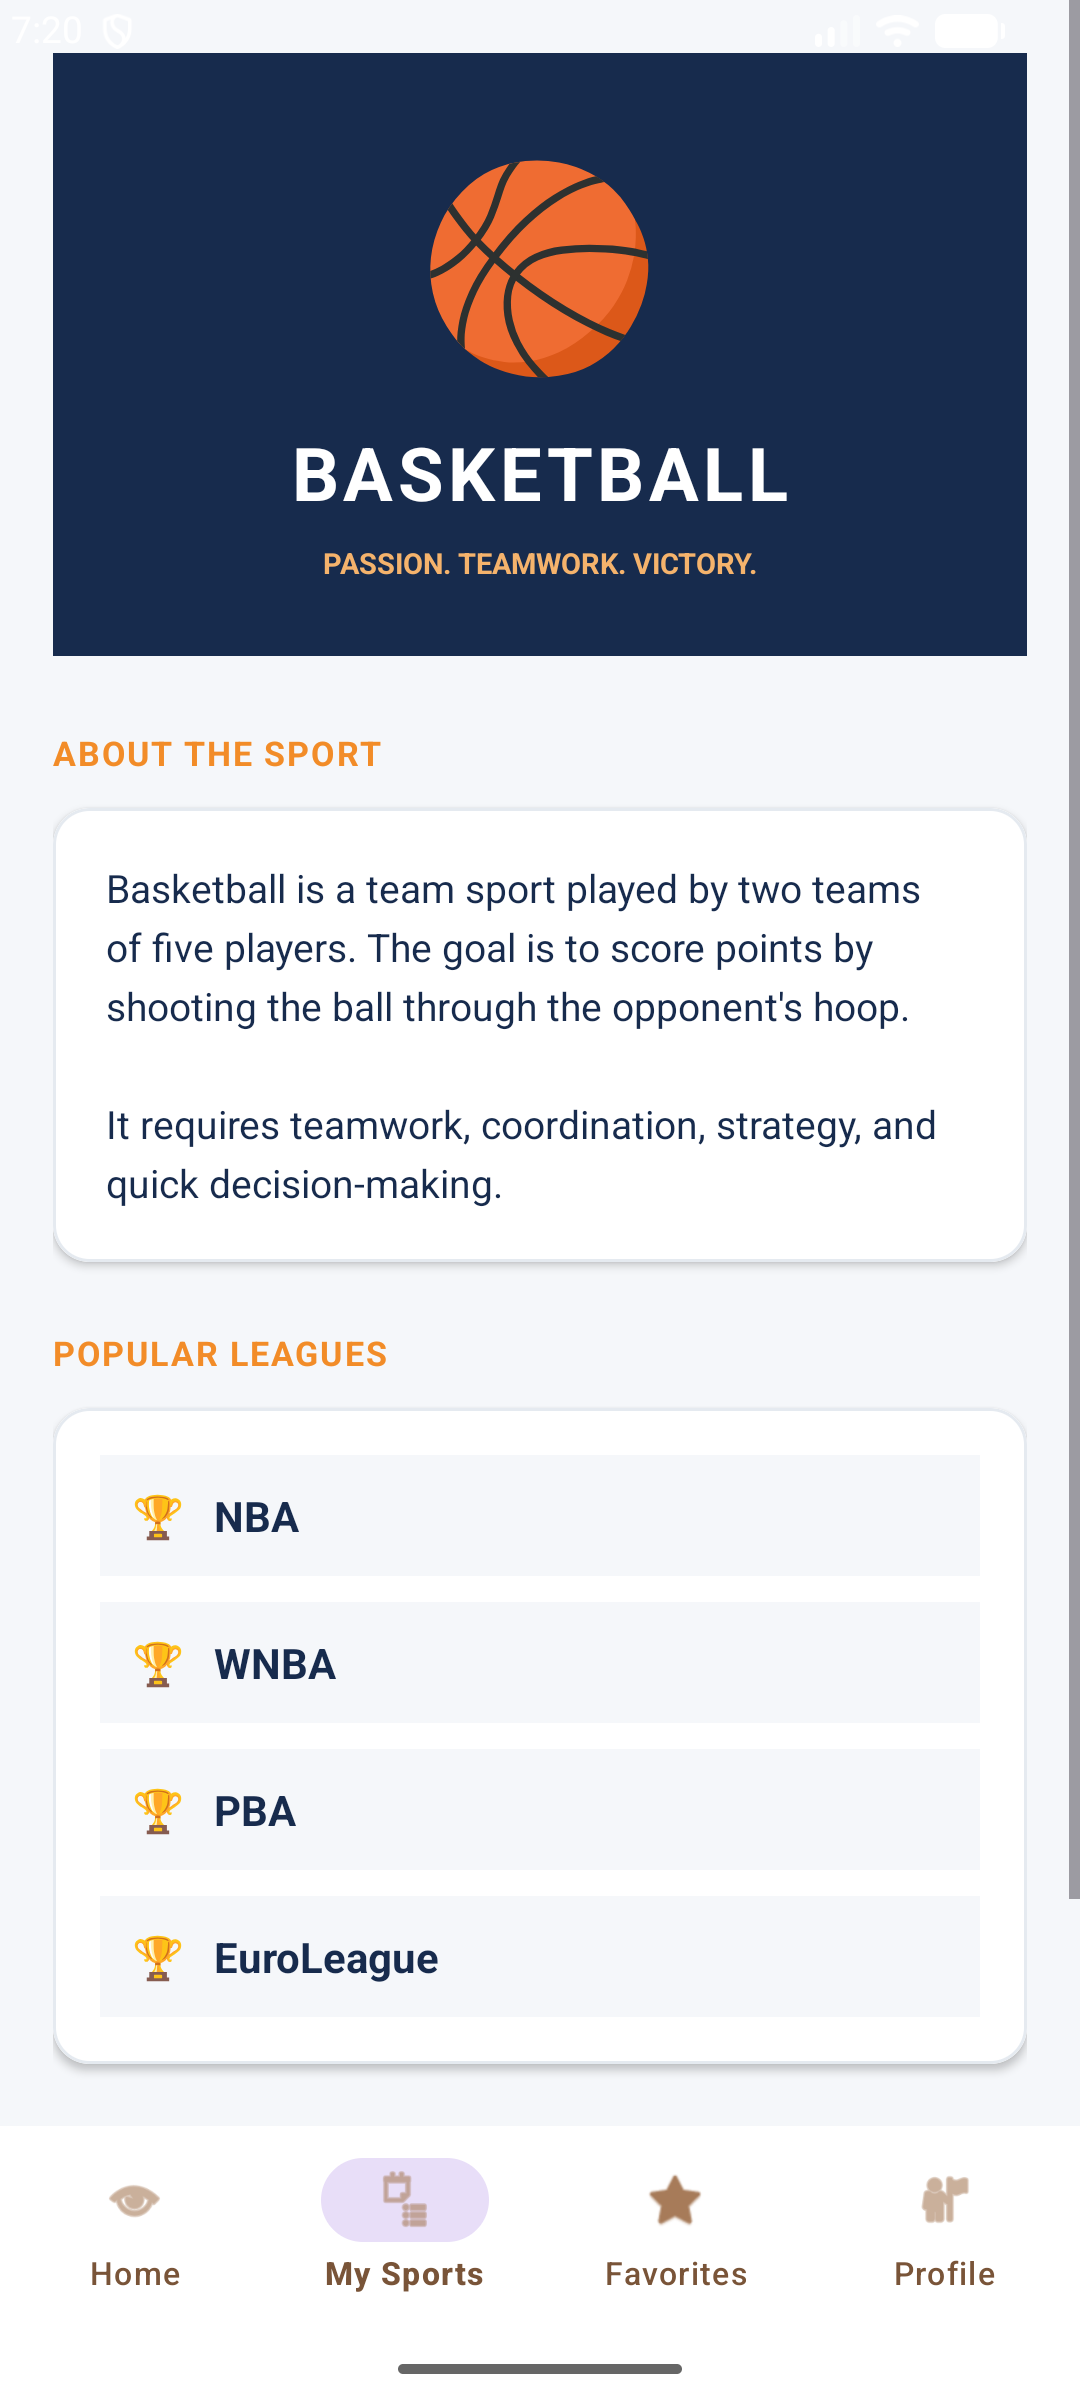 7:20
BASKETBALL
PASSION. TEAMWORK. VICTORY.
ABOUT THE SPORT
Basketball is a team sport played by two teams
of five players. The goal is to score points by
shooting the ball through the opponent's hoop.
It requires teamwork, coordination, strategy, and
quick decision-making.
POPULAR LEAGUES
NBA
WNBA
PBA
EuroLeague
Home
My Sports
Favorites
Profile